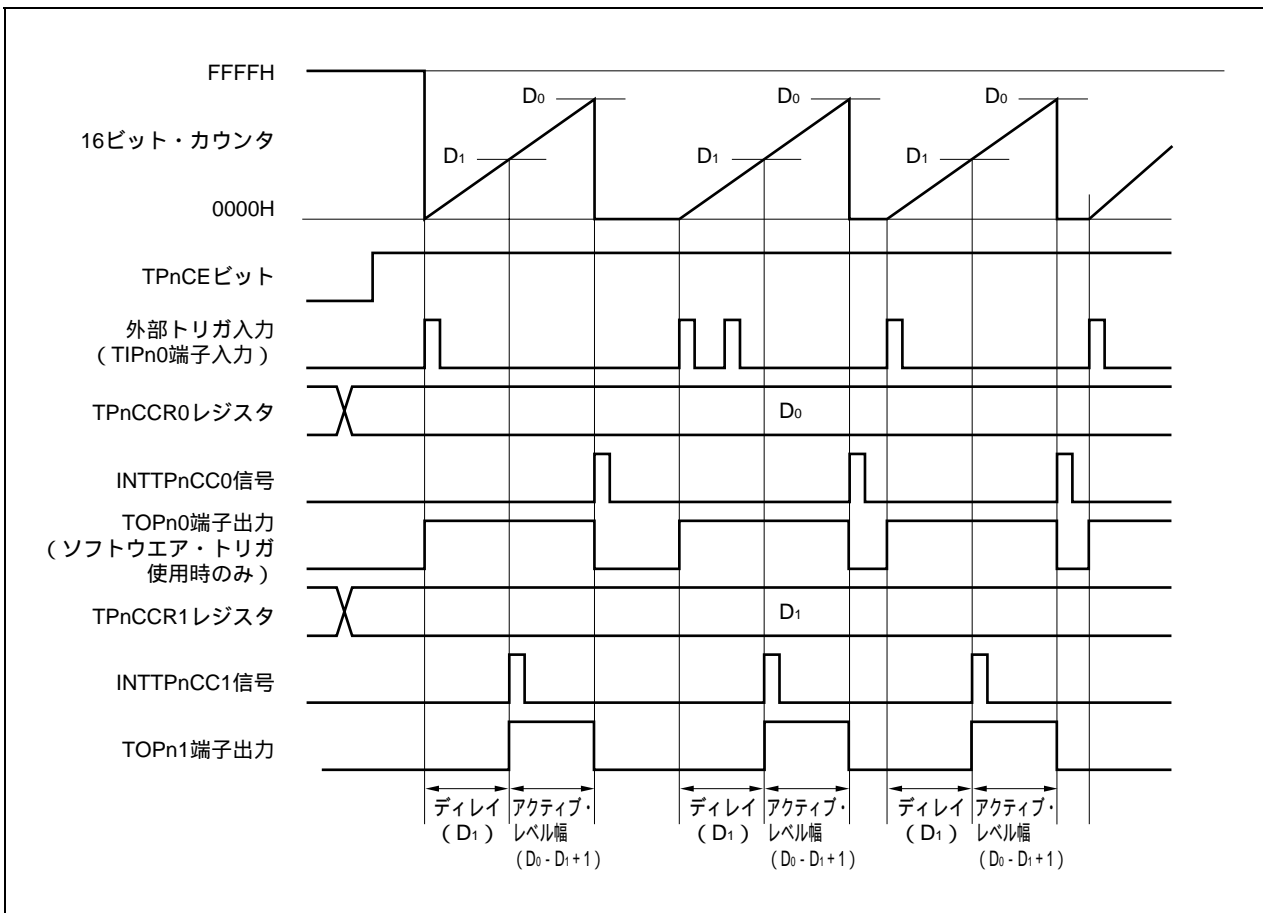 FFFFH
D0 D0 D0
16ビット・カウンタ
D1 D1 D1
0000H
TPnCEビット
外部トリガ入力
（TIPn0端子入力）
TPnCCR0レジスタ
D0
INTTPnCC0信号
TOPn0端子出力
（ソフトウエア・トリガ
使用時のみ）
TPnCCR1レジスタ
D1
INTTPnCC1信号
TOPn1端子出力
ディレイ
（D1）
アクティブ・
レベル幅
（D0 - D1 + 1）
ディレイ
（D1）
アクティブ・
レベル幅
（D0 - D1 + 1）
ディレイ
（D1）
アクティブ・
レベル幅
（D0 - D1 + 1）